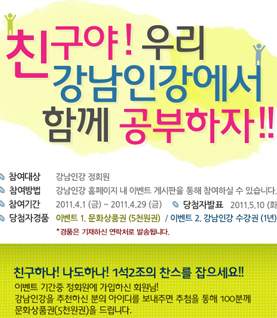 친구야! 우리
강남인강에서
함께 공부하자!!
참여대상 강남인강 정회원
참여방법 강남인강 홈페이지 내 이벤트 게시판을 통해 참여하실 수 있습니다.
참여기간 2011.4.1 (금) ~ 2011.4.29 (금) 당첨자발표 2011.5.10 (화
당첨자경품 이벤트 1. 문화상품권 (5천원권) / 이벤트 2. 강남인강 수강권 (1년)
*경품은 기재하신 연락처로 발송됩니다.
친구하나! 나도하나! 1석2조의 찬스를 잡으세요!!
이벤트 기간중 정회원에 가입하신 회원님!
강남인강을 추천하신 분의 아이디를 보내주면 추첨을 통해 100분께
문화상품권(5천원권)을 드립니다.